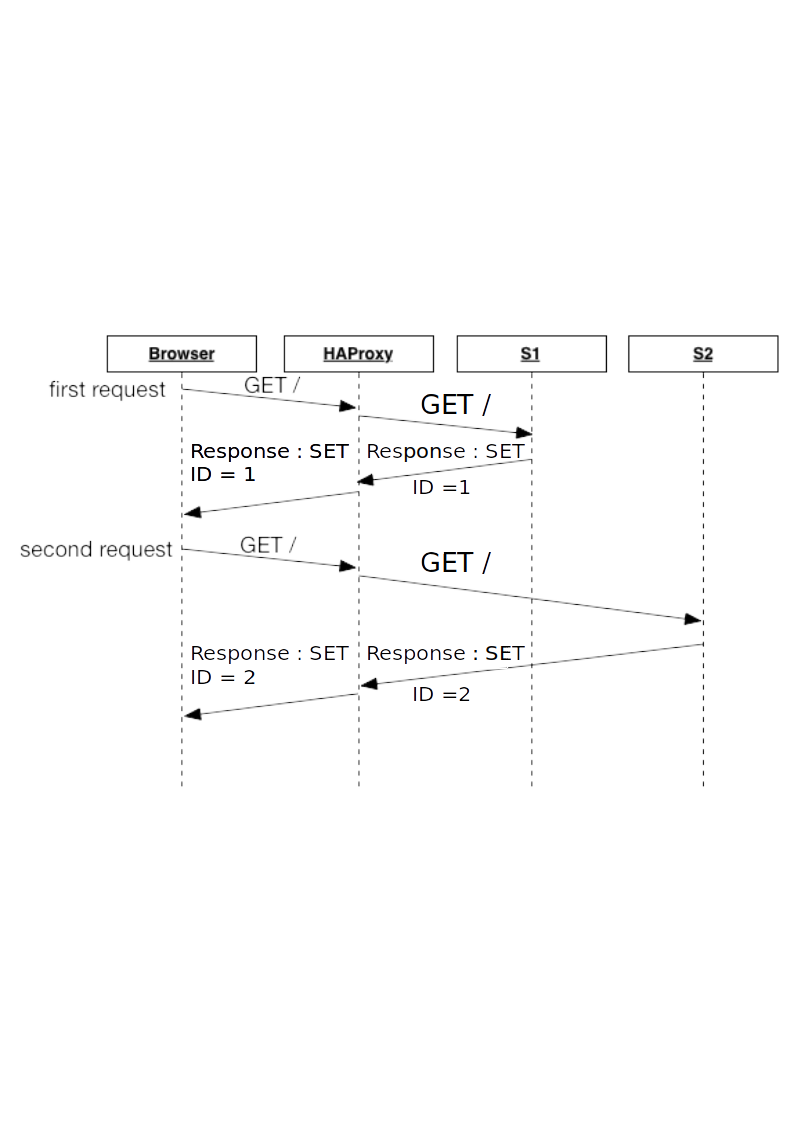 Browser
HAProxy
S1
S2
first request
GET /
GET /
Response : SET
ID = 1
Response : SET
ID =1
second request
GET /
GET /
Response : SET
ID = 2
Response : SET
ID =2